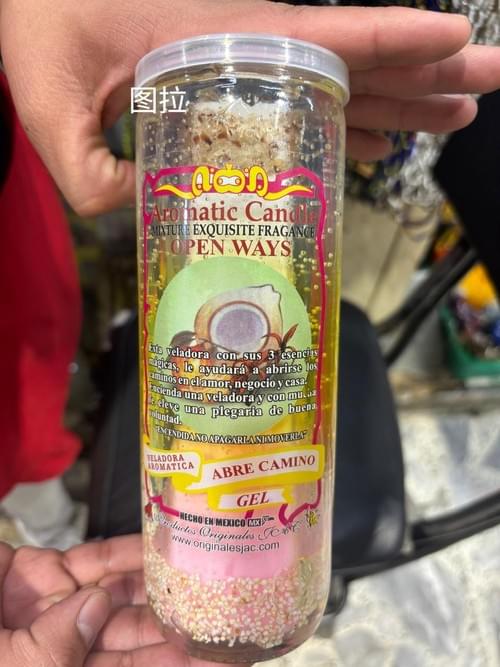 图拉
Aromatic Candle
MIXTURE EXQUISITE FRAGANCE
OPEN WAYS
Esta veladora con sus 3 esencias
magicas, le ayudará a abrirse los
caminos en el amor, negocio y casa.
Encienda una veladora y con mucha
fe eleve una plegaria de buena
voluntad.
"ENCENDIDA NO APAGARLA NI MOVERLA"
VELADORA
AROMATICA
ABRE CAMINO
GEL
HECHO EN MEXICO MX
Productos Originales
www.originalesjac.com